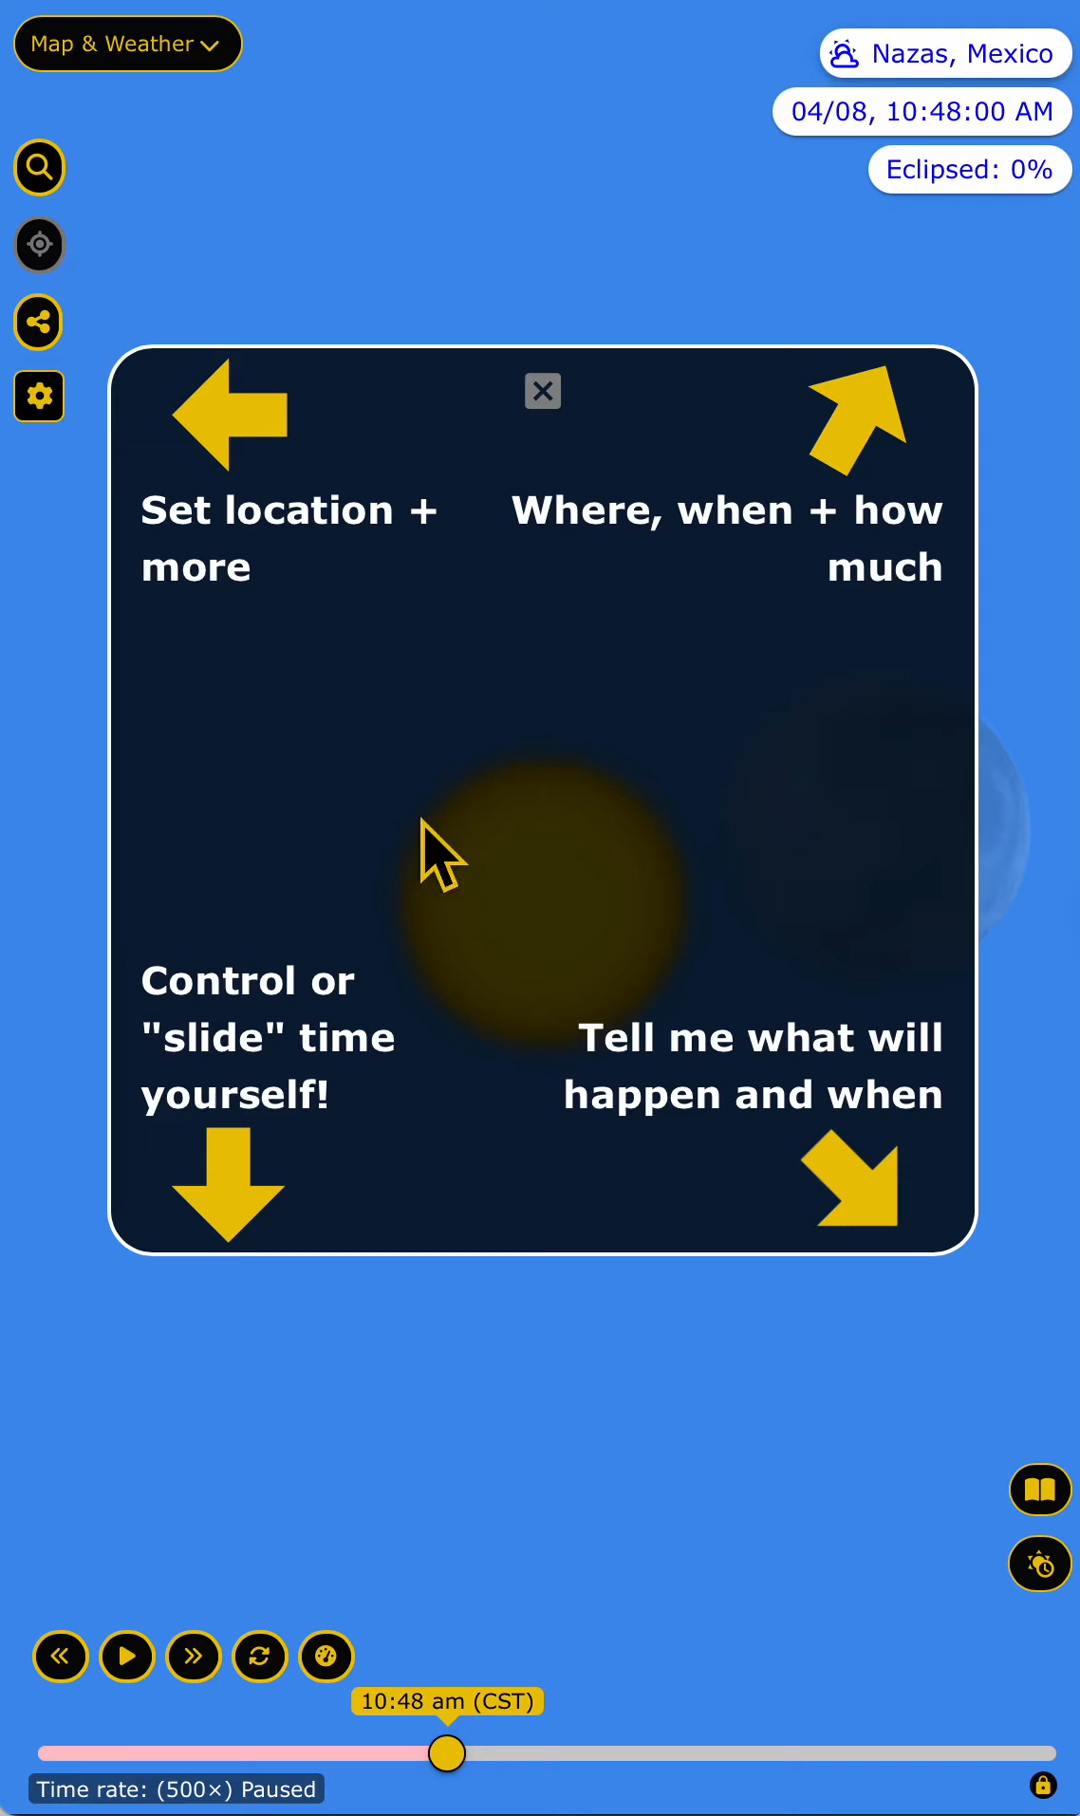 Map & Weather
Nazas, Mexico
04/08, 10:48:00 AM
Eclipsed: 0%
Set location +
more
Where, when + how
much
Control or
"slide" time
yourself!
Tell me what will
happen and when
10:48 am (CST)
Time rate: (500×) Paused